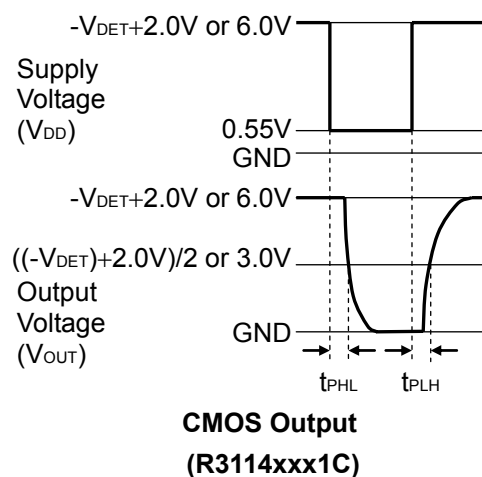 -VDET+2.0V or 6.0V
Supply
Voltage
(VDD)
0.55V
GND
-VDET+2.0V or 6.0V
((-VDET)+2.0V)/2 or 3.0V
Output
Voltage
(VOUT)
GND
tPHL
tPLH
CMOS Output
(R3114xxx1C)